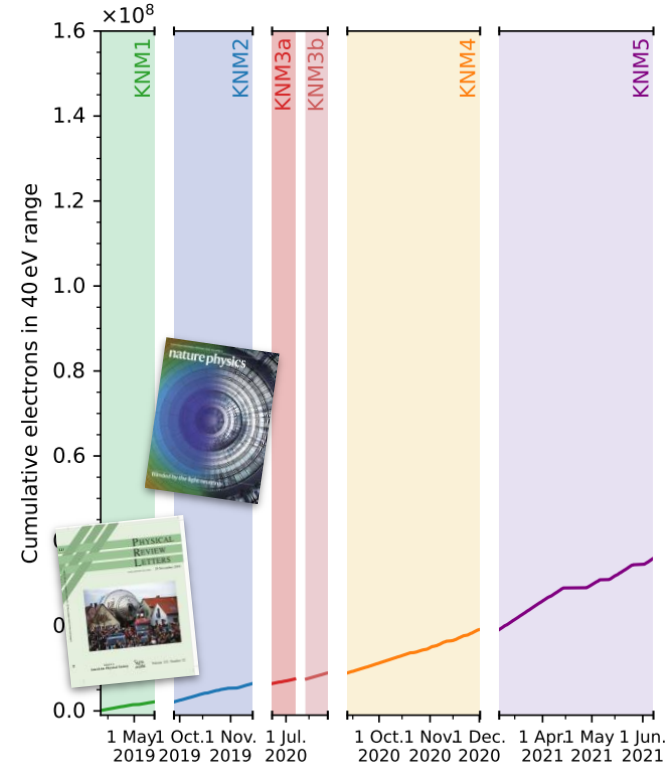 ×10⁸
1.6
1.4
1.2
1.0
0.8
0.6
0
0
0.0
Cumulative electrons in 40 eV range
KNM1
KNM2
KNM3a
KNM3b
KNM4
KNM5
nature physics
PHYSICAL
REVIEW
LETTERS
1 May 1 Oct. 1 Nov. 1 Jul. 1 Oct. 1 Nov. 1 Dec. 1 Apr. 1 May 1 Jun.
2019 2019 2019 2020 2020 2020 2020 2021 2021 2021